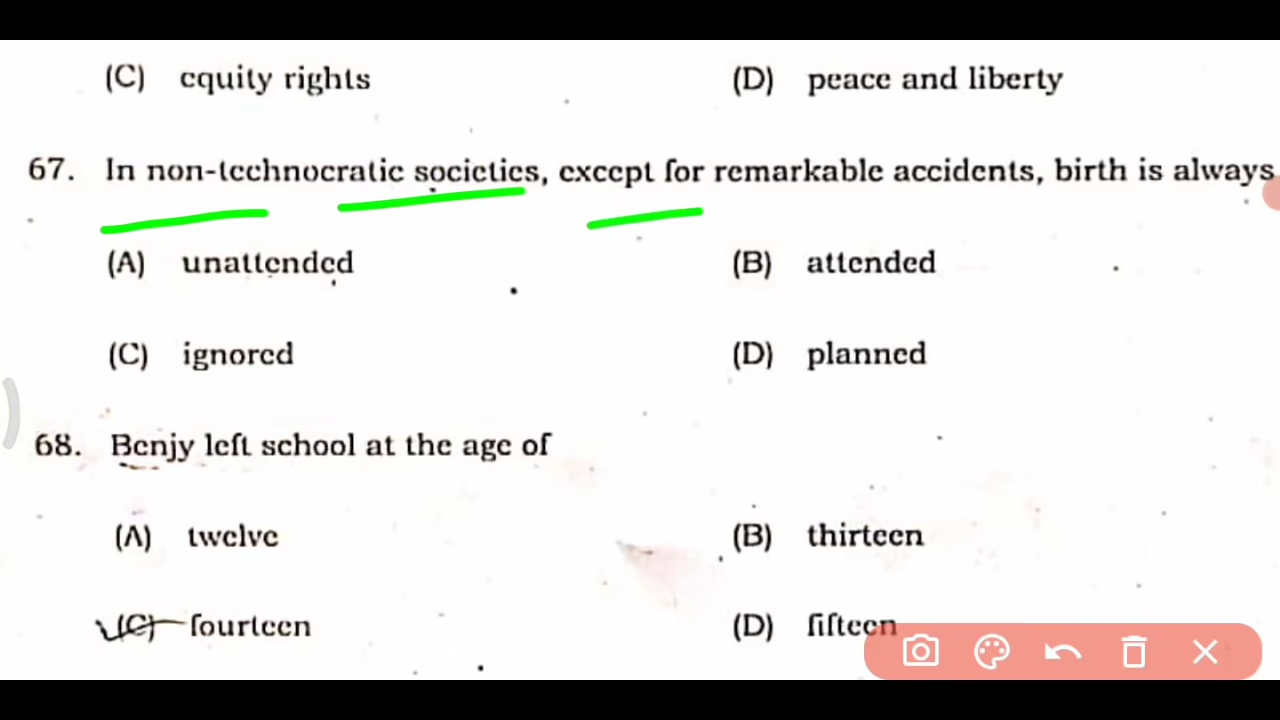 (C) equity rights (D) peace and liberty
67. In non-technocratic societies, except for remarkable accidents, birth is always
(A) unattended (B) attended
(C) ignored (D) planned
68. Benjy left school at the age of
(A) twelve (B) thirteen
(C) fourteen (D) fifteen